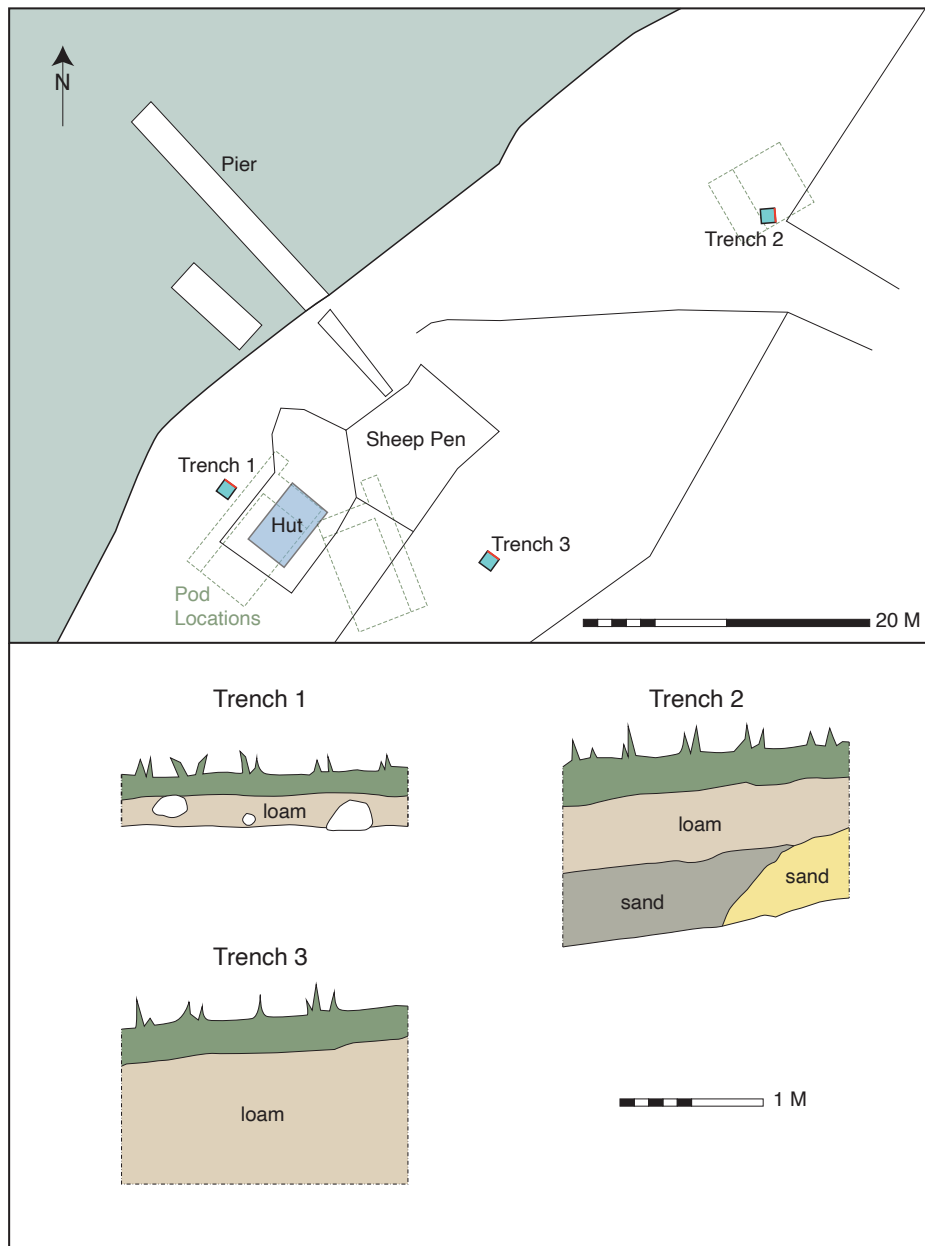 N
Pier
Trench 2
Sheep Pen
Trench 1
Hut
Trench 3
Pod
Locations
20 M
Trench 1
Trench 2
loam
loam
sand
sand
Trench 3
loam
1 M